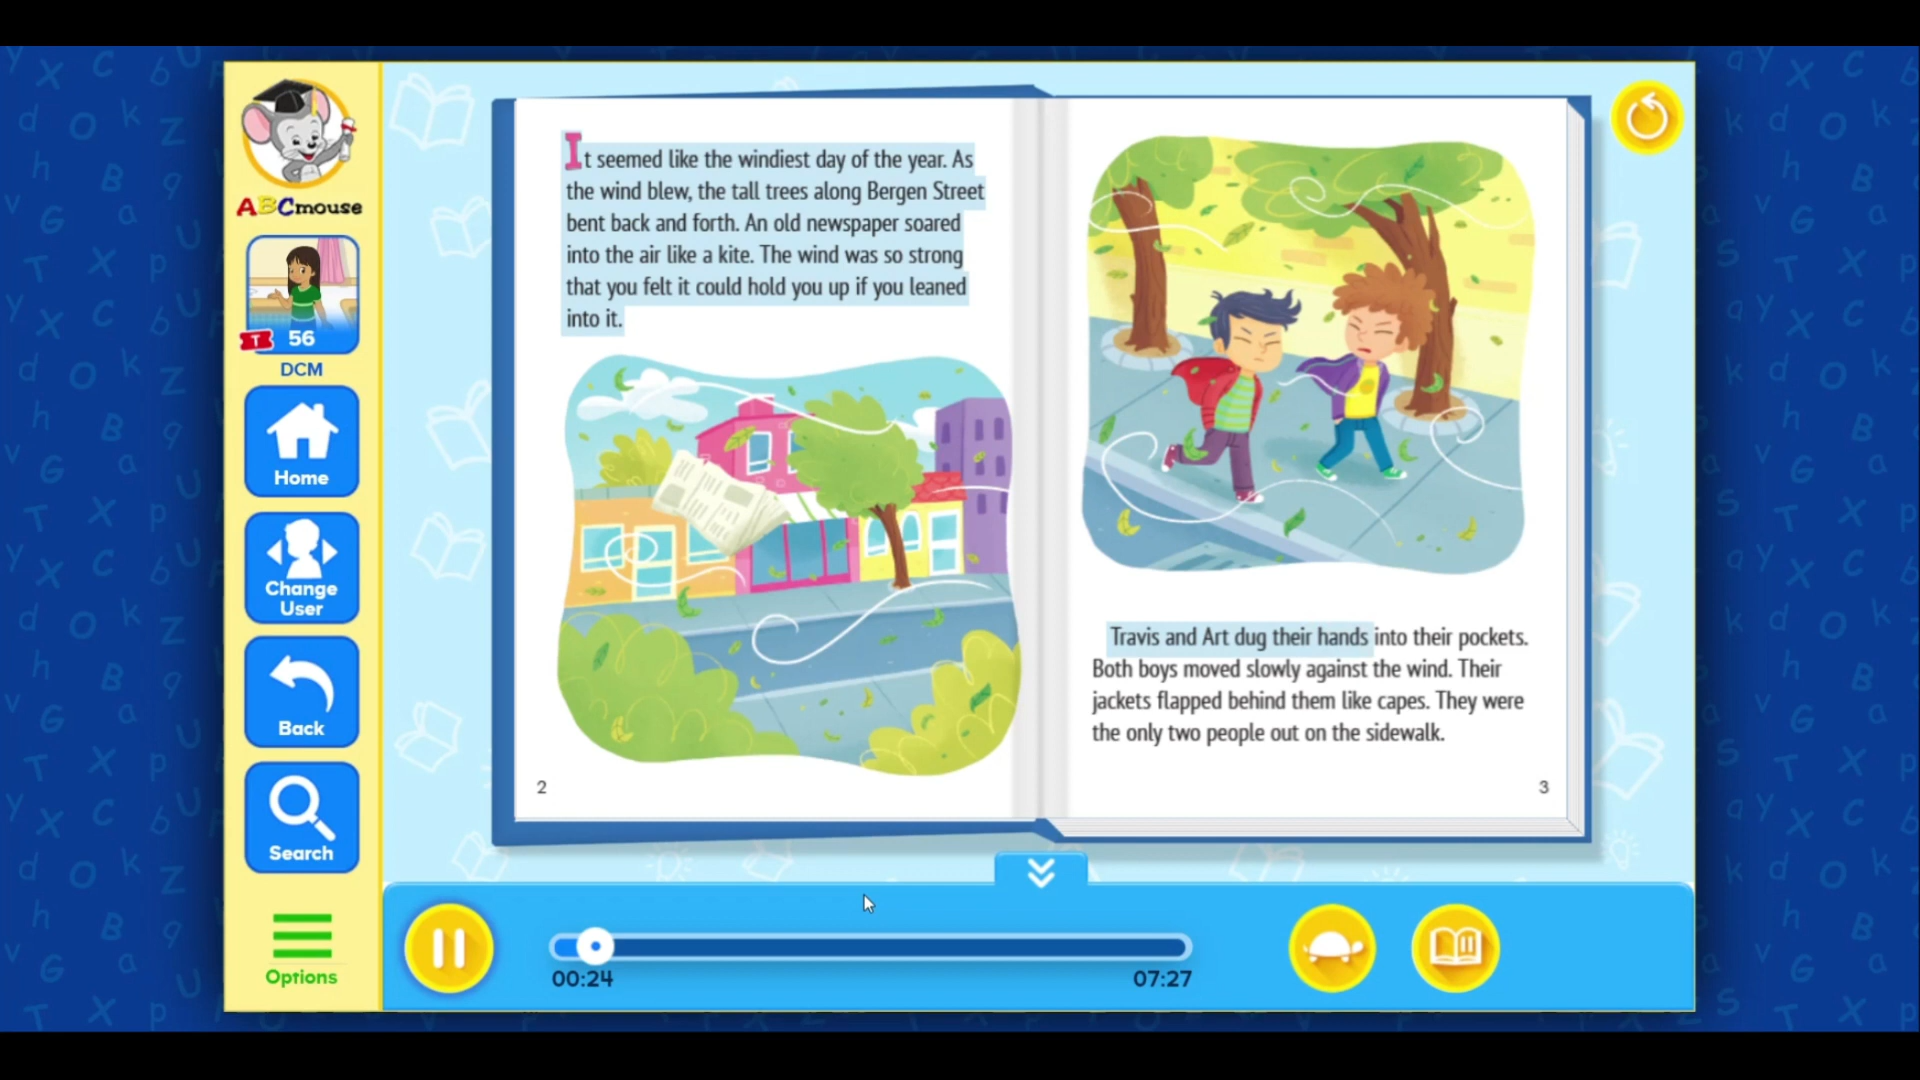 ABCmouse
T 56
DCM
Home
Change
User
Back
Search
Options
It seemed like the windiest day of the year. As
the wind blew, the tall trees along Bergen Street
bent back and forth. An old newspaper soared
into the air like a kite. The wind was so strong
that you felt it could hold you up if you leaned
into it.
2
Travis and Art dug their hands into their pockets.
Both boys moved slowly against the wind. Their
jackets flapped behind them like capes. They were
the only two people out on the sidewalk.
3
00:24
07:27